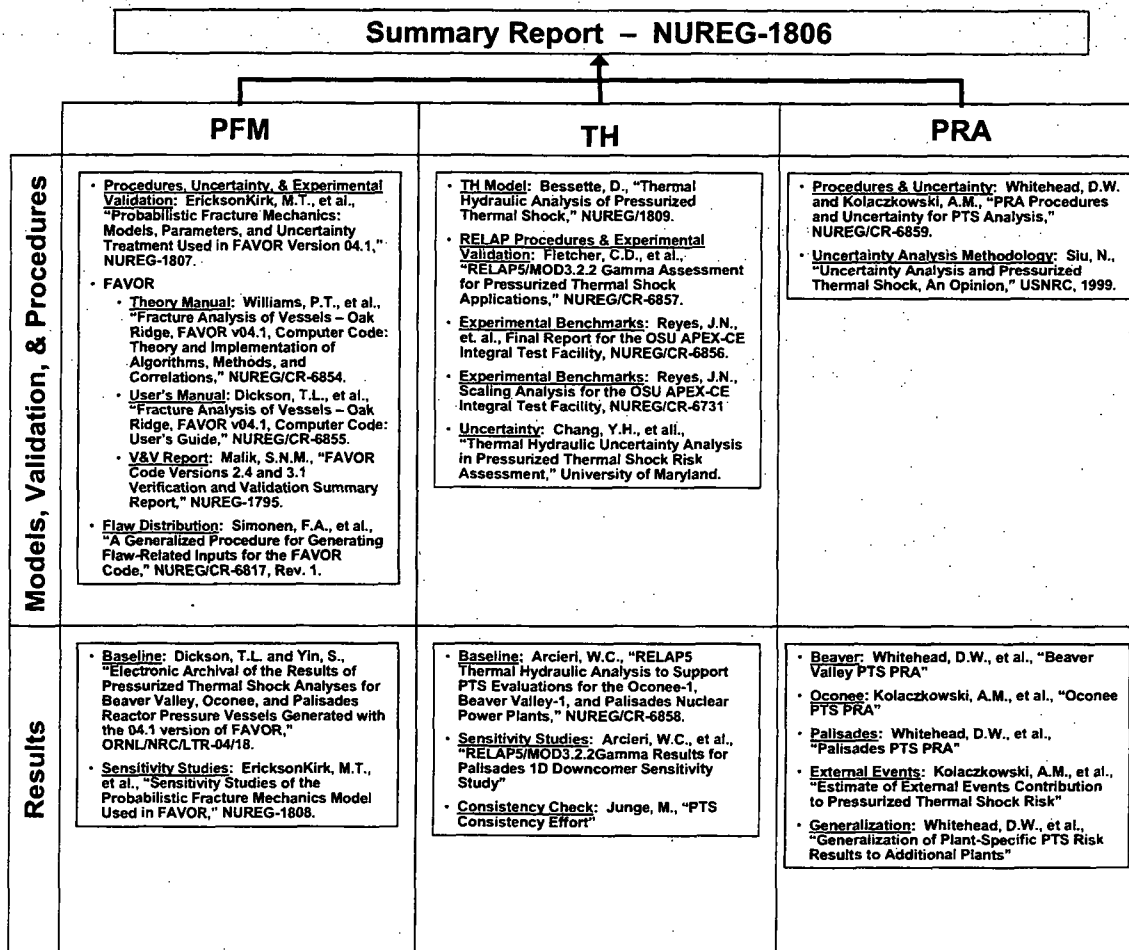 Summary Report – NUREG-1806
PFM
TH
PRA
Models, Validation, & Procedures
• Procedures, Uncertainty, & Experimental
Validation: EricksonKirk, M.T., et al.,
“Probabilistic Fracture Mechanics:
Models, Parameters, and Uncertainty
Treatment Used in FAVOR Version 04.1,”
NUREG-1807.
• FAVOR
• Theory Manual: Williams, P.T., et al.,
“Fracture Analysis of Vessels – Oak
Ridge, FAVOR v04.1, Computer Code:
Theory and Implementation of
Algorithms, Methods, and
Correlations,” NUREG/CR-6854.
• User's Manual: Dickson, T.L., et al.,
“Fracture Analysis of Vessels – Oak
Ridge, FAVOR v04.1, Computer Code:
User's Guide,” NUREG/CR-6855.
• V&V Report: Malik, S.N.M., “FAVOR
Code Versions 2.4 and 3.1
Verification and Validation Summary
Report,” NUREG-1795.
• Flaw Distribution: Simonen, F.A., et al.,
“A Generalized Procedure for Generating
Flaw-Related Inputs for the FAVOR
Code,” NUREG/CR-6817, Rev. 1.
• TH Model: Bessette, D., “Thermal
Hydraulic Analysis of Pressurized
Thermal Shock,” NUREG/1809.
• RELAP Procedures & Experimental
Validation: Fletcher, C.D., et al.,
“RELAP5/MOD3.2.2 Gamma Assessment
for Pressurized Thermal Shock
Applications,” NUREG/CR-6857.
• Experimental Benchmarks: Reyes, J.N.,
et. al., Final Report for the OSU APEX-CE
Integral Test Facility, NUREG/CR-6856.
• Experimental Benchmarks: Reyes, J.N.,
Scaling Analysis for the OSU APEX-CE
Integral Test Facility, NUREG/CR-6731
• Uncertainty: Chang, Y.H., et all.,
“Thermal Hydraulic Uncertainty Analysis
in Pressurized Thermal Shock Risk
Assessment,” University of Maryland.
• Procedures & Uncertainty: Whitehead, D.W.
and Kolaczkowski, A.M., “PRA Procedures
and Uncertainty for PTS Analysis,”
NUREG/CR-6859.
• Uncertainty Analysis Methodology: Siu, N.,
“Uncertainty Analysis and Pressurized
Thermal Shock, An Opinion,” USNRC, 1999.
Results
• Baseline: Dickson, T.L. and Yin, S.,
“Electronic Archival of the Results of
Pressurized Thermal Shock Analyses for
Beaver Valley, Oconee, and Palisades
Reactor Pressure Vessels Generated with
the 04.1 version of FAVOR,”
ORNL/NRC/LTR-04/18.
• Sensitivity Studies: EricksonKirk, M.T.,
et al., “Sensitivity Studies of the
Probabilistic Fracture Mechanics Model
Used in FAVOR,” NUREG-1808.
• Baseline: Arcieri, W.C., “RELAP5
Thermal Hydraulic Analysis to Support
PTS Evaluations for the Oconee-1,
Beaver Valley-1, and Palisades Nuclear
Power Plants,” NUREG/CR-6858.
• Sensitivity Studies: Arcieri, W.C., et al.,
“RELAP5/MOD3.2.2Gamma Results for
Palisades 1D Downcomer Sensitivity
Study”
• Consistency Check: Junge, M., “PTS
Consistency Effort”
• Beaver: Whitehead, D.W., et al., “Beaver
Valley PTS PRA”
• Oconee: Kolaczkowski, A.M., et al., “Oconee
PTS PRA”
• Palisades: Whitehead, D.W., et al.,
“Palisades PTS PRA”
• External Events: Kolaczkowski, A.M., et al.,
“Estimate of External Events Contribution
to Pressurized Thermal Shock Risk”
• Generalization: Whitehead, D.W., et al.,
“Generalization of Plant-Specific PTS Risk
Results to Additional Plants”